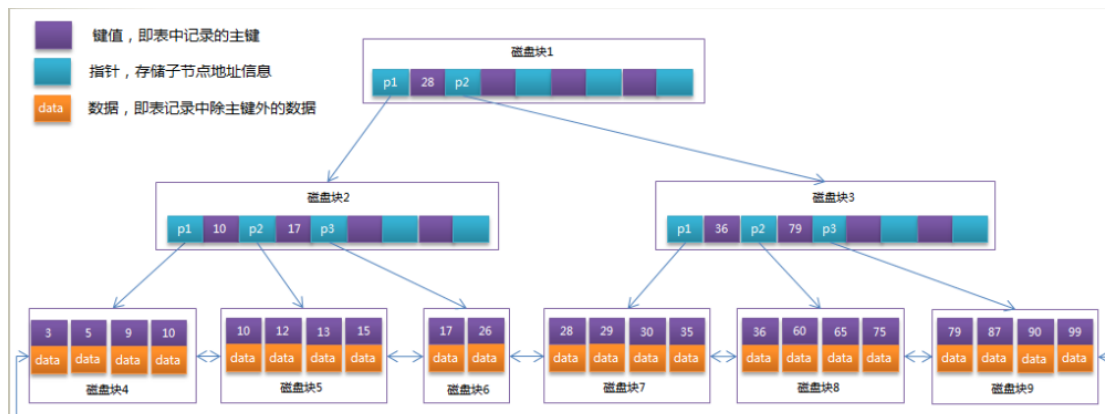 键值，即表中记录的主键
指针，存储子节点地址信息
data 数据，即表记录中除主键外的数据
磁盘块1
p1 28 p2
磁盘块2
p1 10 p2 17 p3
磁盘块3
p1 36 p2 79 p3
3 5 9 10
data data data data
磁盘块4
10 12 13 15
data data data data
磁盘块5
17 26
data data
磁盘块6
28 29 30 35
data data data data
磁盘块7
36 60 65 75
data data data data
磁盘块8
79 87 90 99
data data data data
磁盘块9